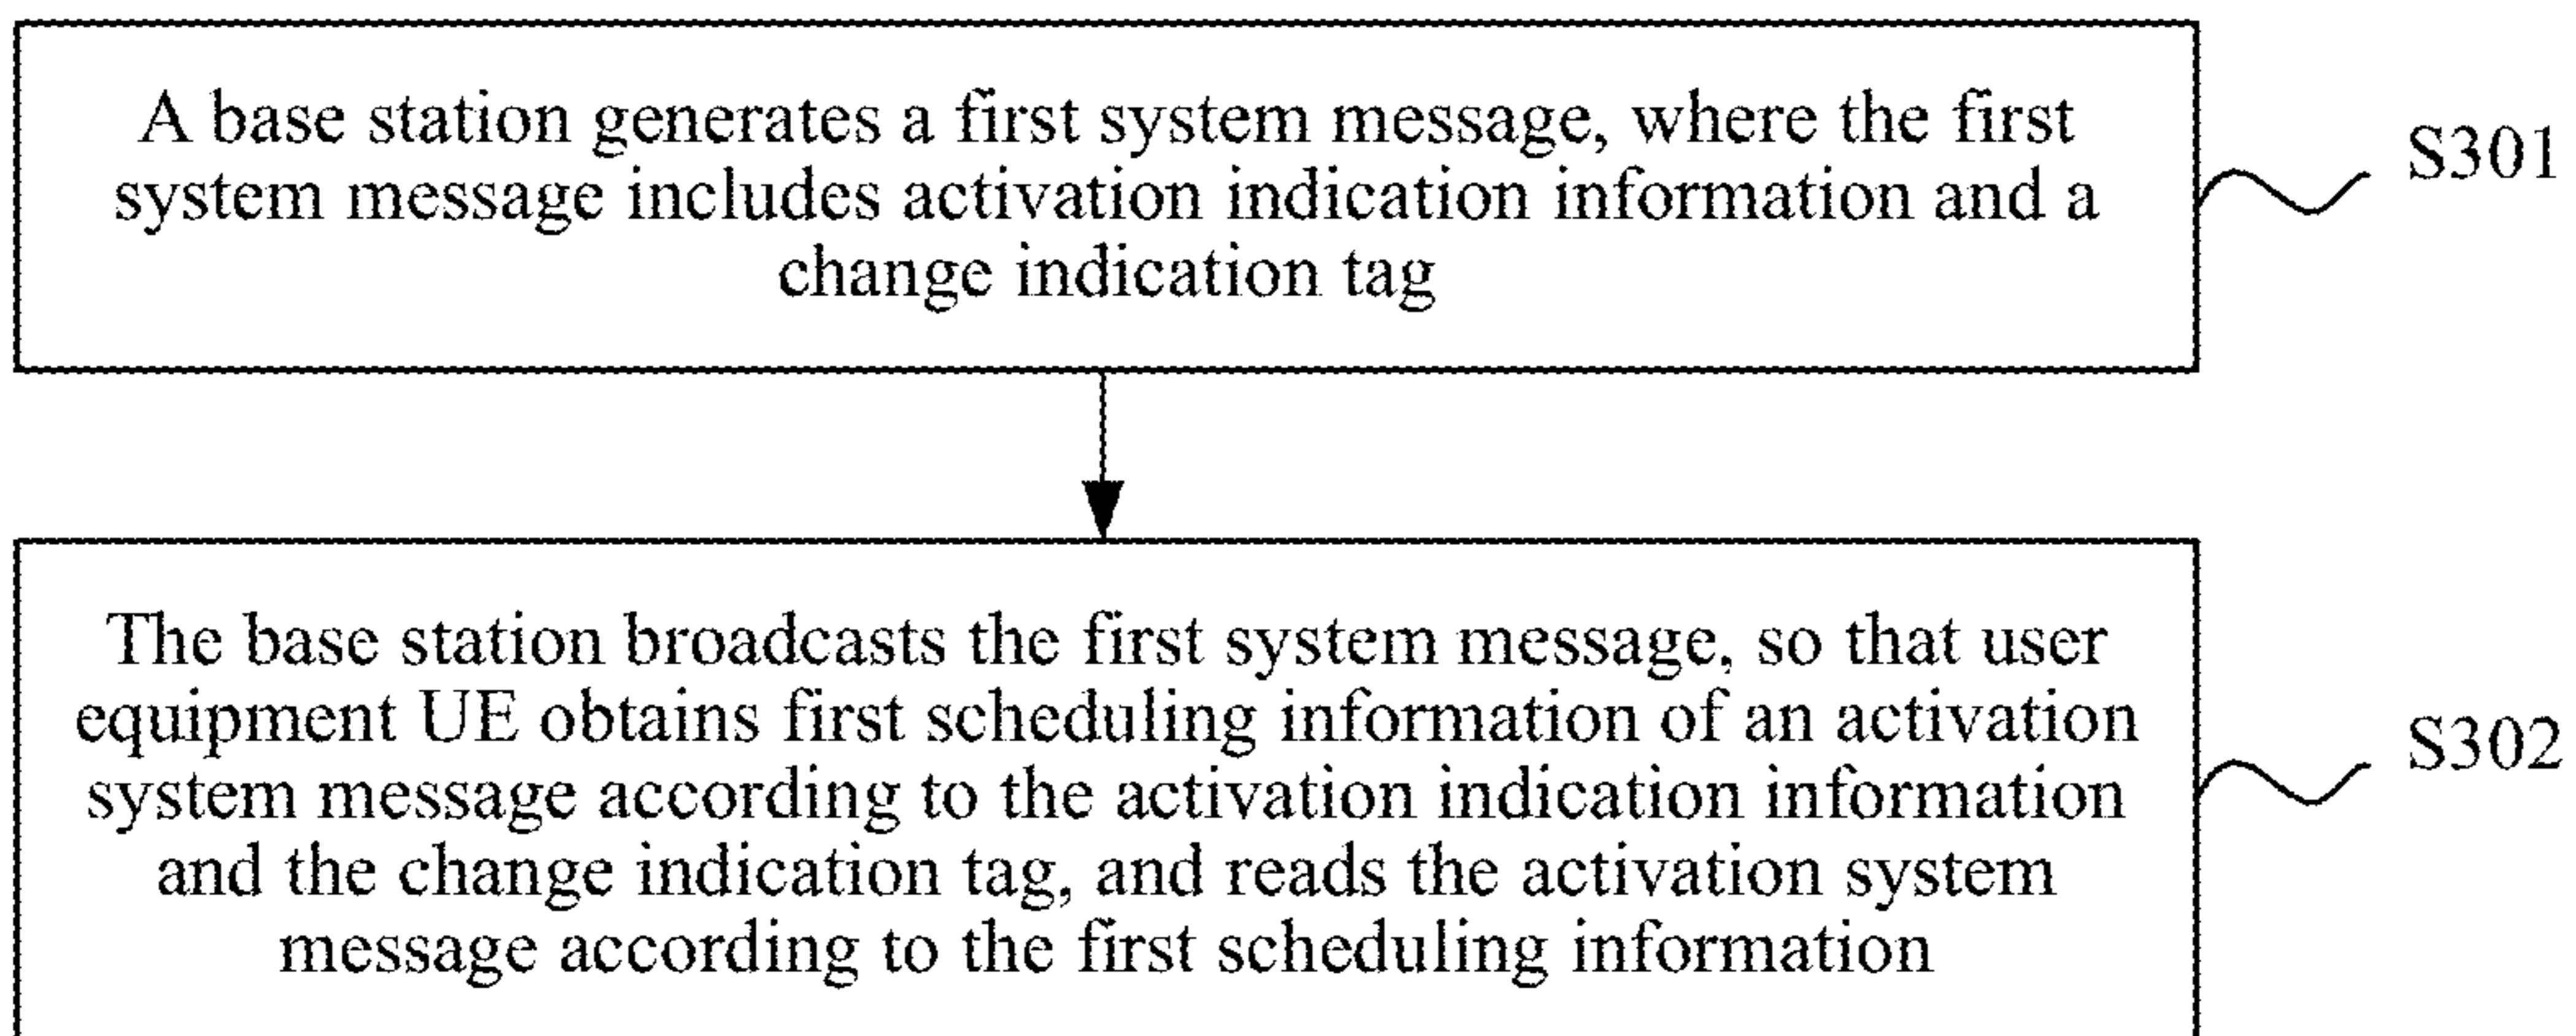 A base station generates a first system message, where the first
system message includes activation indication information and a
change indication tag
S301
The base station broadcasts the first system message, so that user
equipment UE obtains first scheduling information of an activation
system message according to the activation indication information
and the change indication tag, and reads the activation system
message according to the first scheduling information
S302